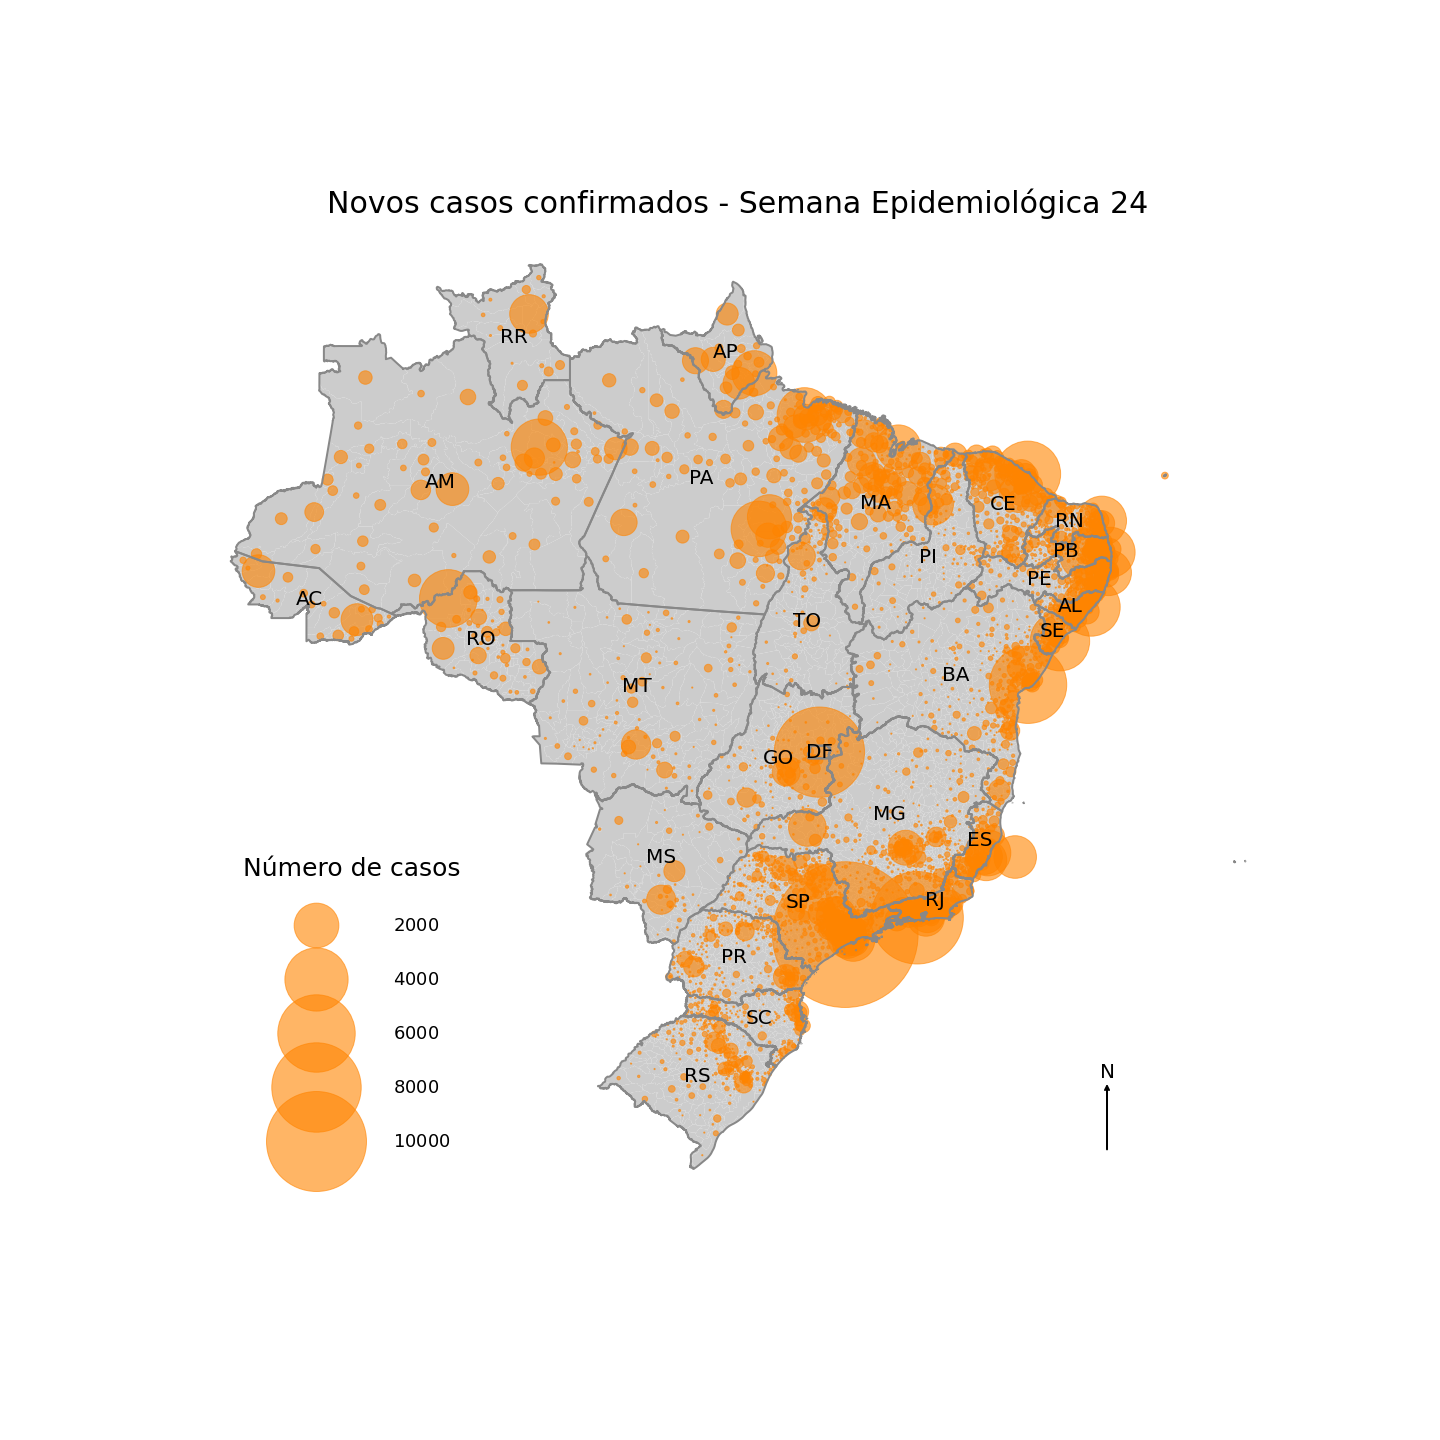 Novos casos confirmados - Semana Epidemiológica 24
RR
AP
AM
PA
MA
CE
RN
PB
PI
PE
AL
SE
AC
TO
RO
BA
MT
GO
DF
MG
ES
MS
SP
RJ
PR
SC
RS
Número de casos
2000
4000
6000
8000
10000
N